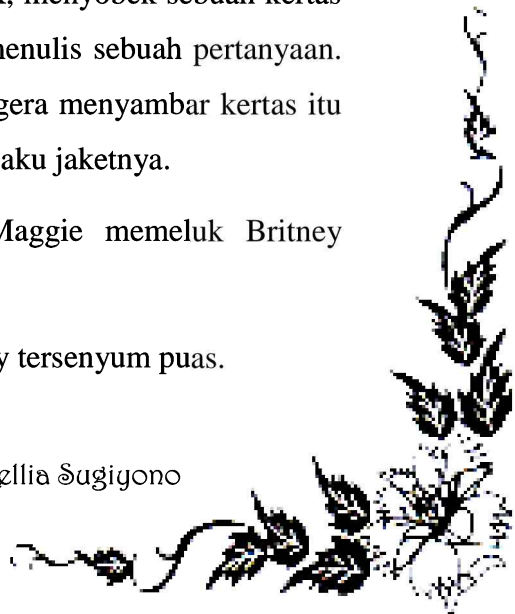 , menyobek sebuah kertas
menulis sebuah pertanyaan.
gera menyambar kertas itu
aku jaketnya.
Maggie memeluk Britney
y tersenyum puas.
ellia Sugiyono